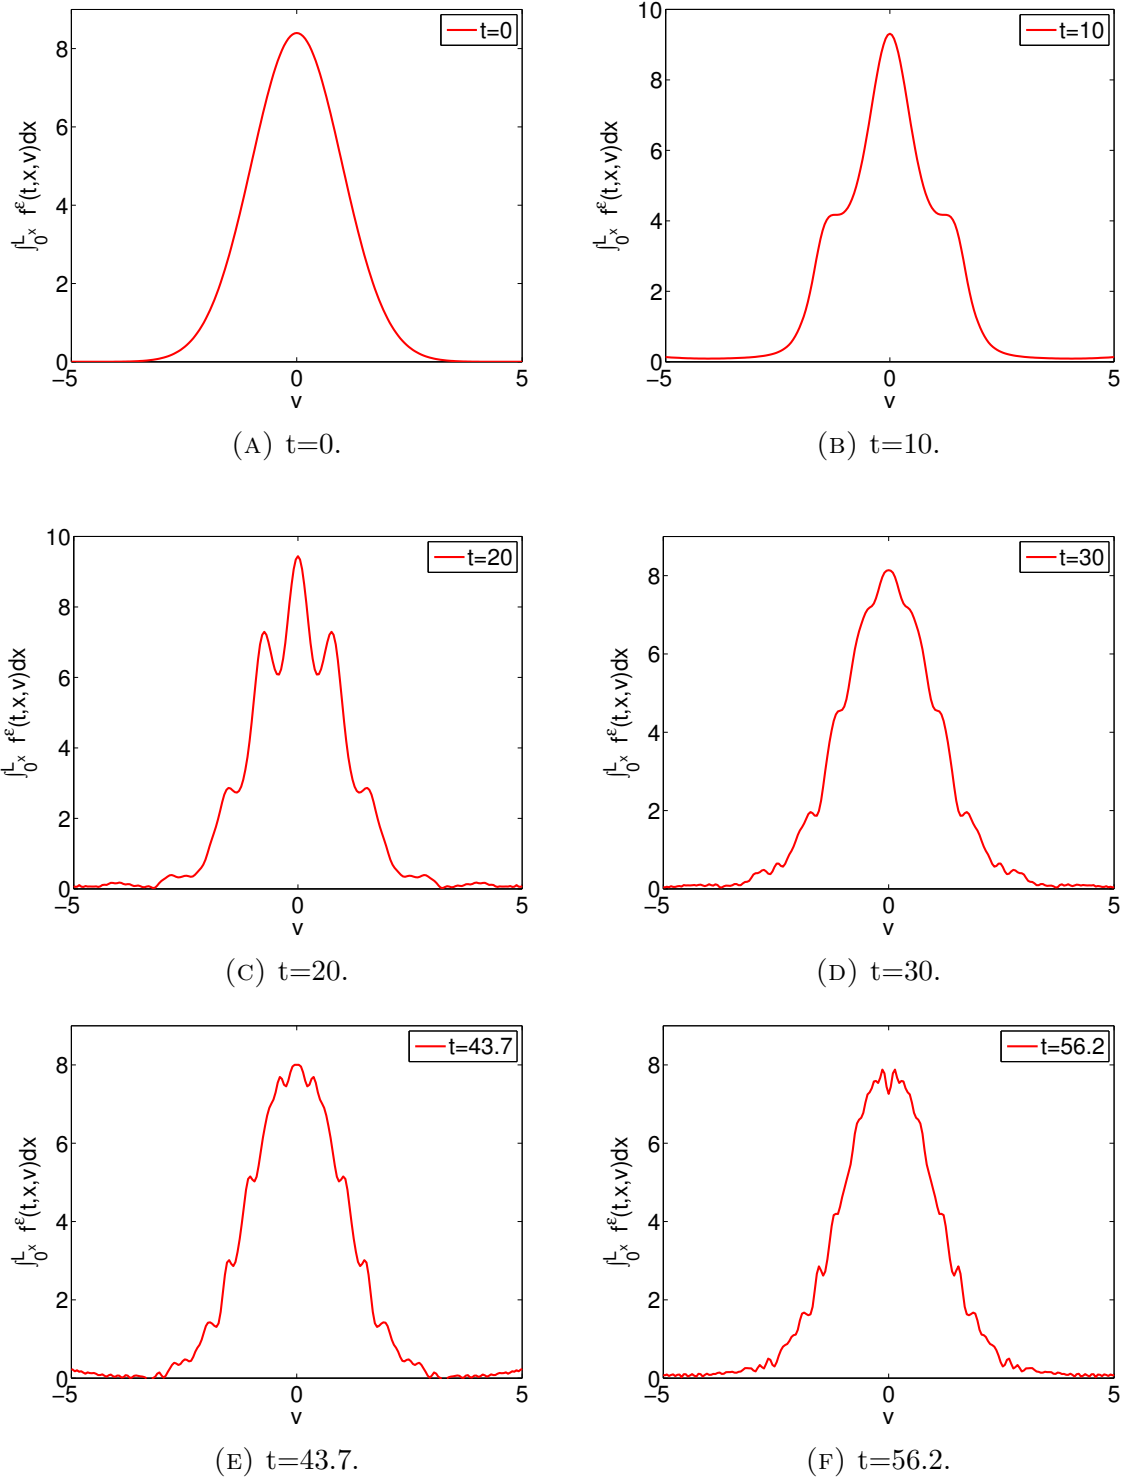 t=0
8
6
4
2
0
−5
0
5
v
∫₀^Lx f^ε(t,x,v)dx
(A) t=0.
t=10
10
8
6
4
2
0
−5
0
5
v
∫₀^Lx f^ε(t,x,v)dx
(B) t=10.
t=20
10
8
6
4
2
0
−5
0
5
v
∫₀^Lx f^ε(t,x,v)dx
(C) t=20.
t=30
8
6
4
2
0
−5
0
5
v
∫₀^Lx f^ε(t,x,v)dx
(D) t=30.
t=43.7
8
6
4
2
0
−5
0
5
v
∫₀^Lx f^ε(t,x,v)dx
(E) t=43.7.
t=56.2
8
6
4
2
0
−5
0
5
v
∫₀^Lx f^ε(t,x,v)dx
(F) t=56.2.